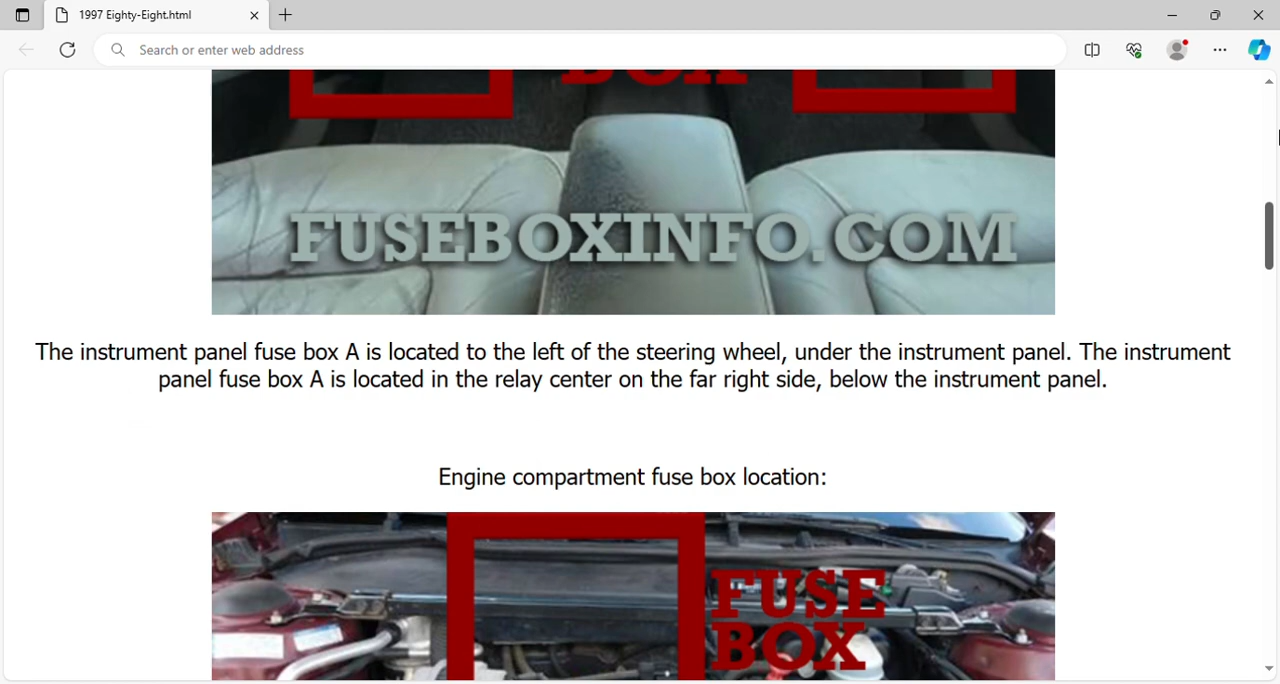 1997 Eighty-Eight.html
Search or enter web address
BOX
FUSEBOXINFO.COM
The instrument panel fuse box A is located to the left of the steering wheel, under the instrument panel. The instrument
panel fuse box A is located in the relay center on the far right side, below the instrument panel.
Engine compartment fuse box location:
FUSE
BOX